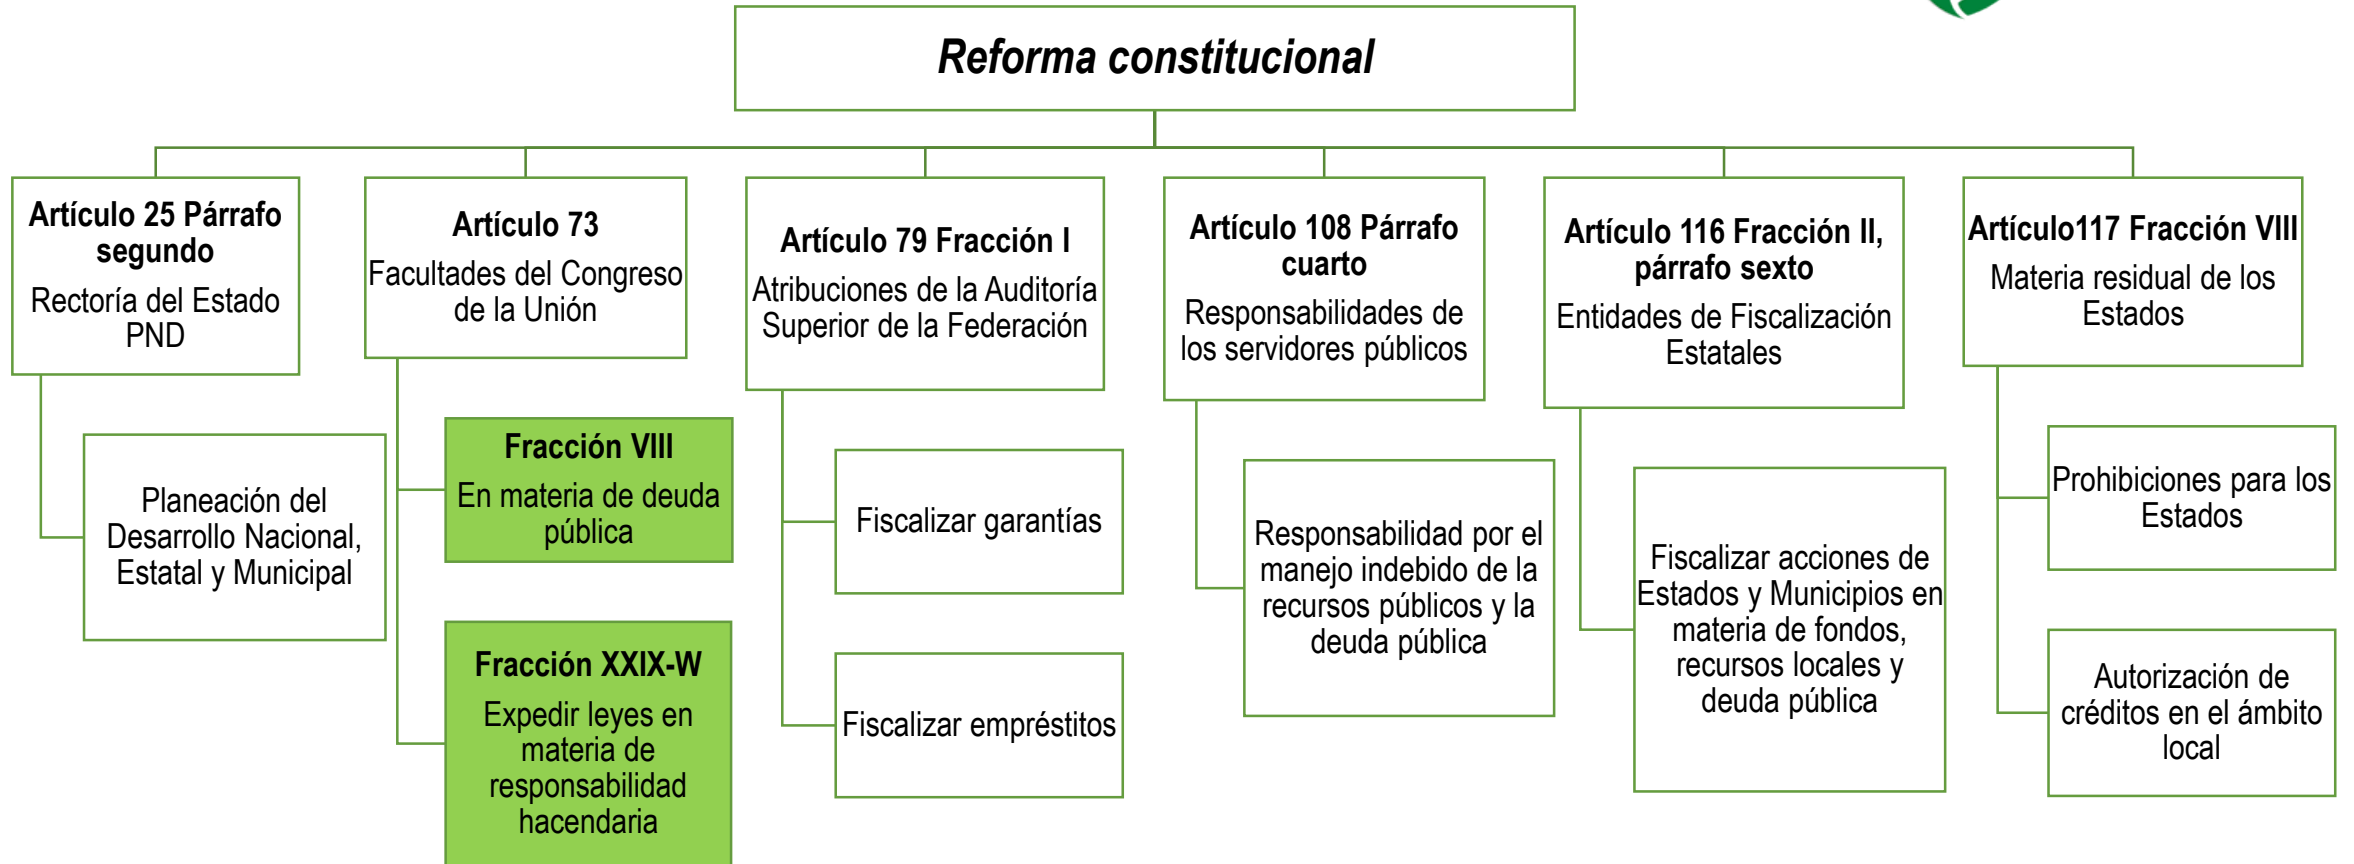 Reforma constitucional
Artículo 25 Párrafo
segundo
Rectoría del Estado
PND
Planeación del
Desarrollo Nacional,
Estatal y Municipal
Artículo 73
Facultades del Congreso
de la Unión
Fracción VIII
En materia de deuda
pública
Fracción XXIX-W
Expedir leyes en
materia de
responsabilidad
hacendaria
Artículo 79 Fracción I
Atribuciones de la Auditoría
Superior de la Federación
Fiscalizar garantías
Fiscalizar empréstitos
Artículo 108 Párrafo
cuarto
Responsabilidades de
los servidores públicos
Responsabilidad por el
manejo indebido de la
recursos públicos y la
deuda pública
Artículo 116 Fracción II,
párrafo sexto
Entidades de Fiscalización
Estatales
Fiscalizar acciones de
Estados y Municipios en
materia de fondos,
recursos locales y
deuda pública
Artículo117 Fracción VIII
Materia residual de los
Estados
Prohibiciones para los
Estados
Autorización de
créditos en el ámbito
local